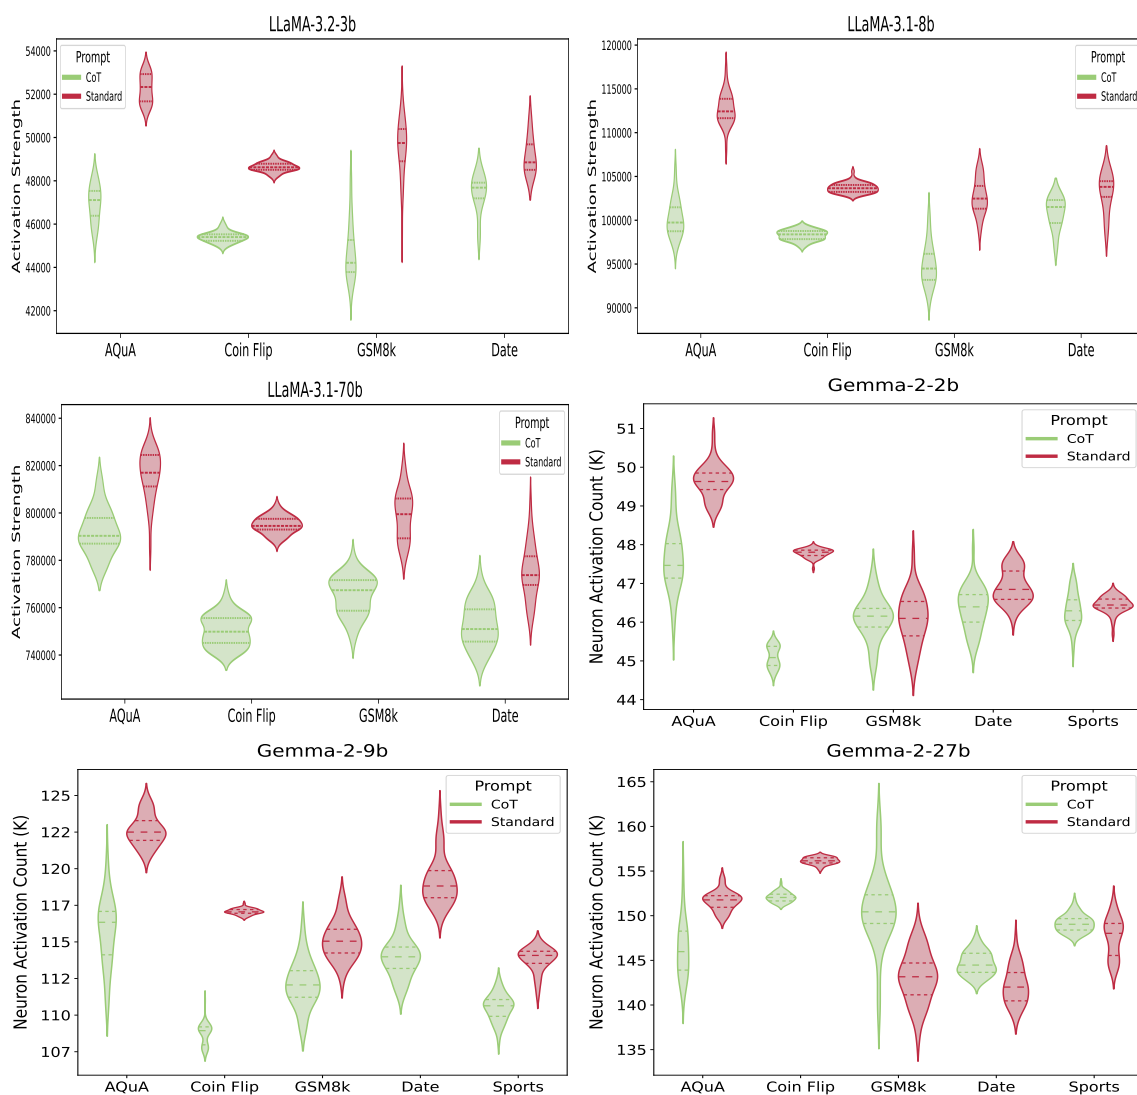 LLaMA-3.2-3b
Activation Strength
54000
52000
50000
48000
46000
44000
42000
Prompt
CoT
Standard
AQuA Coin Flip GSM8k Date
LLaMA-3.1-8b
Activation Strength
120000
115000
110000
105000
100000
95000
90000
Prompt
CoT
Standard
AQuA Coin Flip GSM8k Date
LLaMA-3.1-70b
Activation Strength
840000
820000
800000
780000
760000
740000
Prompt
CoT
Standard
AQuA Coin Flip GSM8k Date
Gemma-2-2b
Neuron Activation Count (K)
51
50
49
48
47
46
45
44
Prompt
CoT
Standard
AQuA Coin Flip GSM8k Date Sports
Gemma-2-9b
Neuron Activation Count (K)
125
122
120
117
115
112
110
107
Prompt
CoT
Standard
AQuA Coin Flip GSM8k Date Sports
Gemma-2-27b
Neuron Activation Count (K)
165
160
155
150
145
140
135
Prompt
CoT
Standard
AQuA Coin Flip GSM8k Date Sports